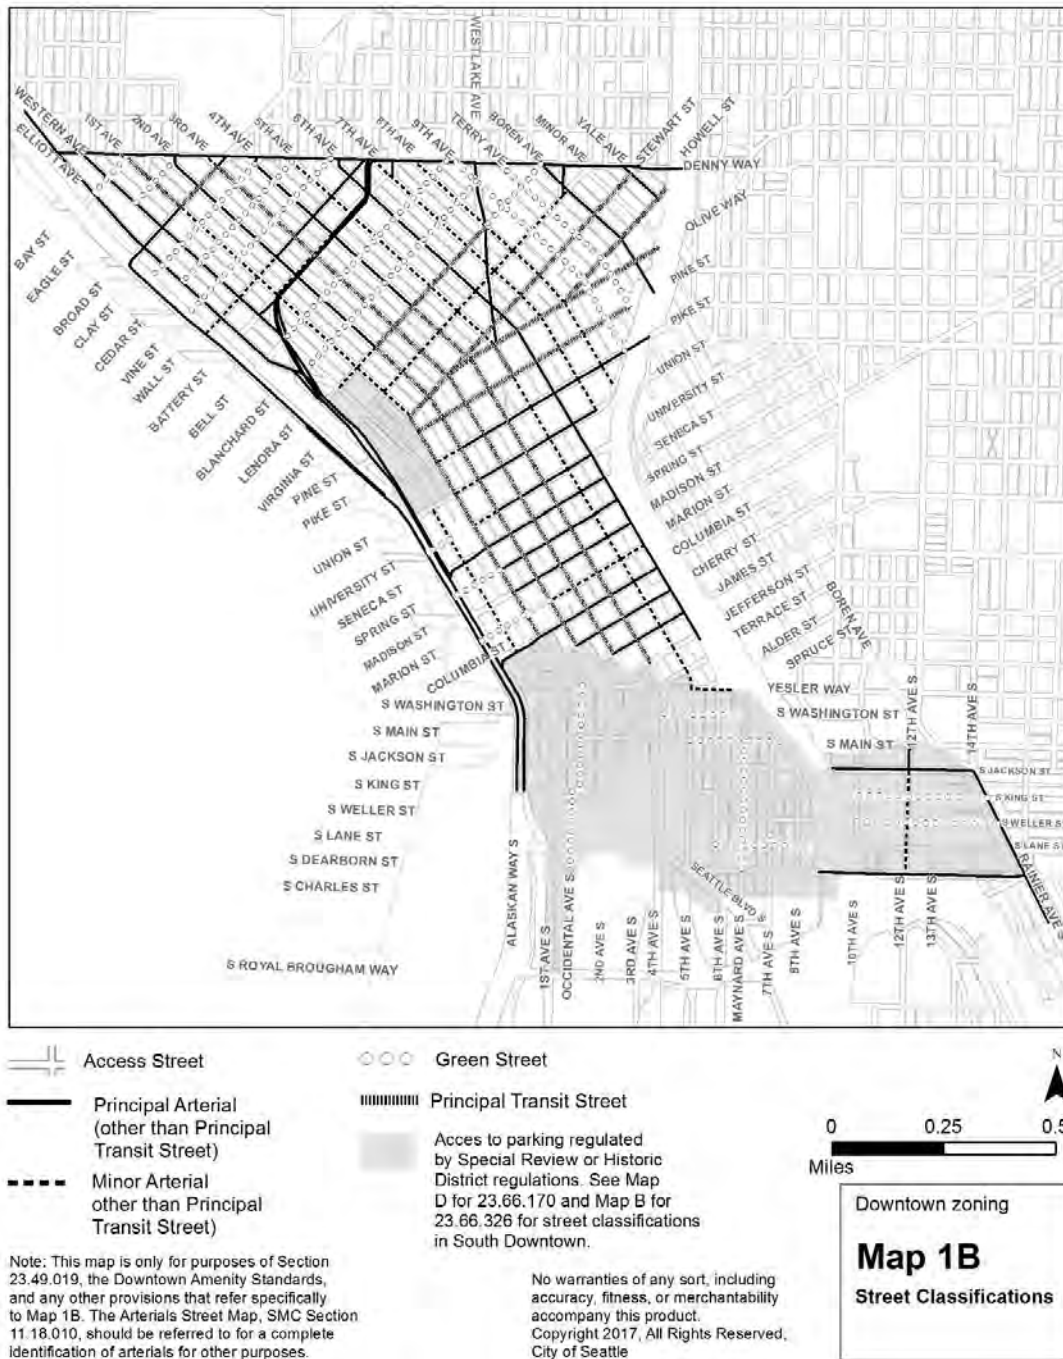 WESTLAKE AVE
WESTERN AVE
ELLIOTT AVE
1ST AVE
2ND AVE
3RD AVE
4TH AVE
5TH AVE
6TH AVE
7TH AVE
8TH AVE
9TH AVE
TERRY AVE
BOREN AVE
MINOR AVE
YALE AVE
STEWART ST
HOWELL ST
DENNY WAY
OLIVE WAY
PINE ST
PIKE ST
UNION ST
UNIVERSITY ST
SENECA ST
SPRING ST
MADISON ST
MARION ST
COLUMBIA ST
CHERRY ST
JAMES ST
JEFFERSON ST
TERRACE ST
ALDER ST
SPRUCE ST
BOREN AVE
YESLER WAY
S WASHINGTON ST
S MAIN ST
12TH AVE S
14TH AVE S
S JACKSON ST
S KING ST
S WELLER ST
S LANE ST
RAINIER AVE S
BAY ST
EAGLE ST
BROAD ST
CLAY ST
CEDAR ST
VINE ST
WALL ST
BATTERY ST
BELL ST
BLANCHARD ST
LENORA ST
VIRGINIA ST
PINE ST
PIKE ST
UNION ST
UNIVERSITY ST
SENECA ST
SPRING ST
MADISON ST
MARION ST
COLUMBIA ST
S WASHINGTON ST
S MAIN ST
S JACKSON ST
S KING ST
S WELLER ST
S LANE ST
S DEARBORN ST
S CHARLES ST
S ROYAL BROUGHAM WAY
ALASKAN WAY S
1ST AVE S
OCCIDENTAL AVE S
2ND AVE S
3RD AVE S
4TH AVE S
5TH AVE S
6TH AVE S
MAYNARD AVE S
7TH AVE S
8TH AVE S
SEATTLE BLVD S
10TH AVE S
12TH AVE S
13TH AVE S
Access Street
Principal Arterial
(other than Principal
Transit Street)
Minor Arterial
other than Principal
Transit Street)
Green Street
Principal Transit Street
Acces to parking regulated
by Special Review or Historic
District regulations. See Map
D for 23.66.170 and Map B for
23.66.326 for street classifications
in South Downtown.
N
0 0.25 0.5
Miles
Note: This map is only for purposes of Section
23.49.019, the Downtown Amenity Standards,
and any other provisions that refer specifically
to Map 1B. The Arterials Street Map, SMC Section
11.18.010, should be referred to for a complete
identification of arterials for other purposes.
No warranties of any sort, including
accuracy, fitness, or merchantability
accompany this product.
Copyright 2017, All Rights Reserved,
City of Seattle
Downtown zoning
Map 1B
Street Classifications